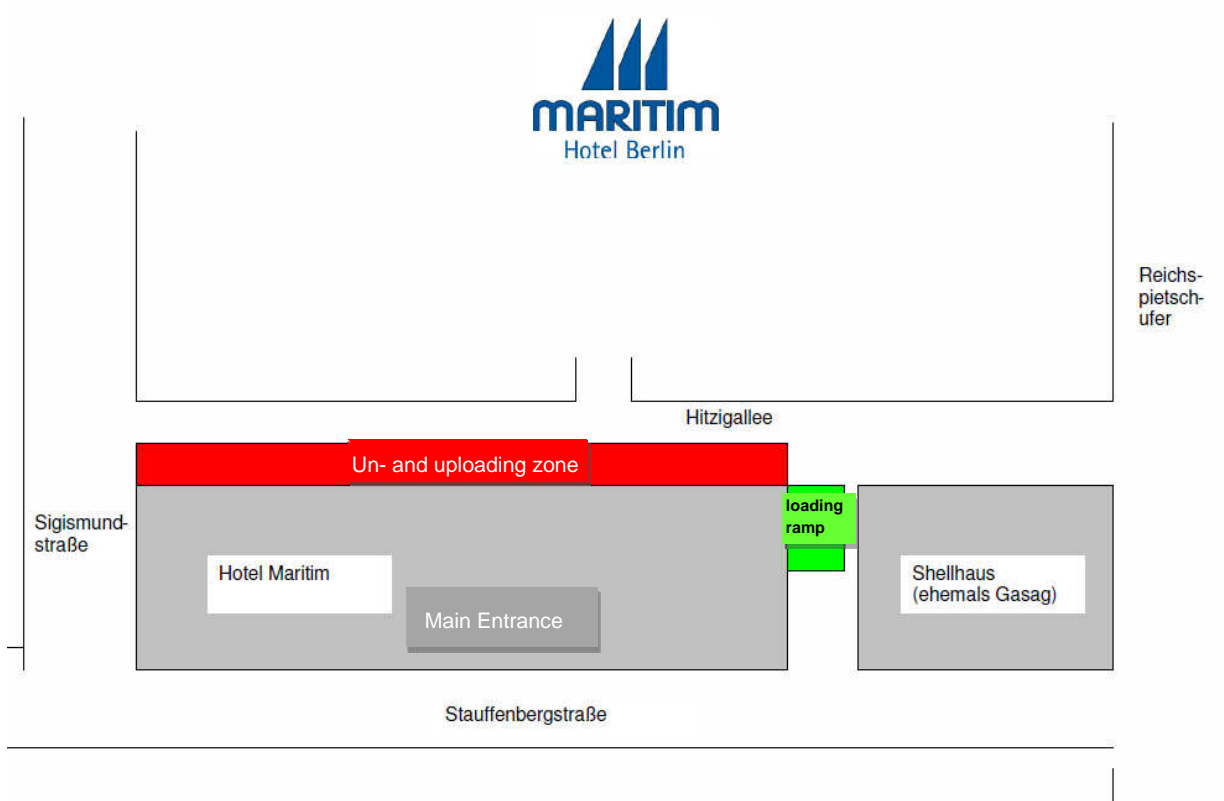 MARITIM
Hotel Berlin
Reichs-
pietsch-
ufer
Hitzigallee
Un- and uploading zone
loading
ramp
Sigismund-
straße
Hotel Maritim
Main Entrance
Shellhaus
(ehemals Gasag)
Stauffenbergstraße